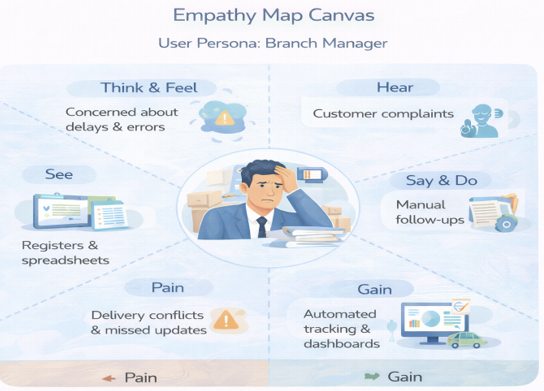 Empathy Map Canvas
User Persona: Branch Manager
Think & Feel
Concerned about
delays & errors
Hear
Customer complaints
See
Registers &
spreadsheets
Say & Do
Manual
follow-ups
Pain
Delivery conflicts
& missed updates
Gain
Automated
tracking &
dashboards
Pain
Gain